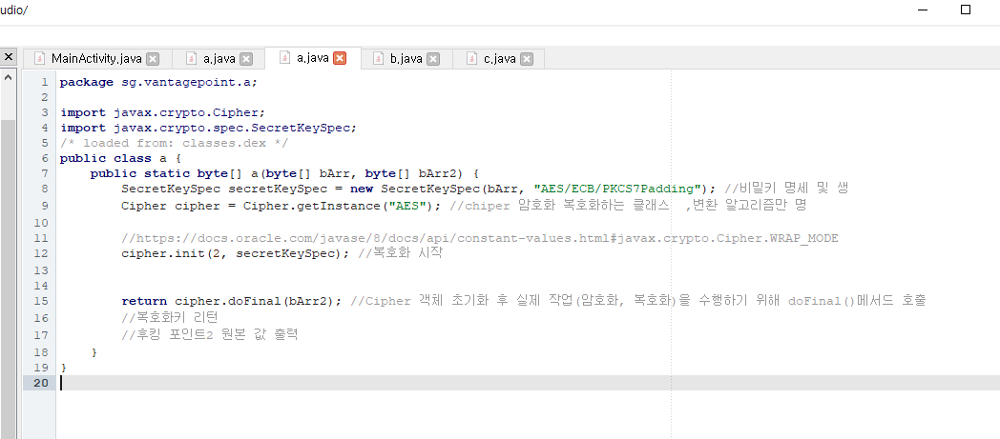 udio/
MainActivity.java a.java a.java b.java c.java
1 package sg.vantagepoint.a;
2
3 import javax.crypto.Cipher;
4 import javax.crypto.spec.SecretKeySpec;
5 /* loaded from: classes.dex */
6 public class a {
7 public static byte[] a(byte[] bArr, byte[] bArr2) {
8 SecretKeySpec secretKeySpec = new SecretKeySpec(bArr, "AES/ECB/PKCS7Padding"); //비밀키 명세 및 생
9 Cipher cipher = Cipher.getInstance("AES"); //chiper 암호화 복호화하는 클래스 ,변환 알고리즘만 명
10
11 //https://docs.oracle.com/javase/8/docs/api/constant-values.html#javax.crypto.Cipher.WRAP_MODE
12 cipher.init(2, secretKeySpec); //복호화 시작
13
14
15 return cipher.doFinal(bArr2); //Cipher 객체 초기화 후 실제 작업(암호화, 복호화)을 수행하기 위해 doFinal()메서드 호출
16 //복호화키 리턴
17 //후킹 포인트2 원본 값 출력
18 }
19 }
20